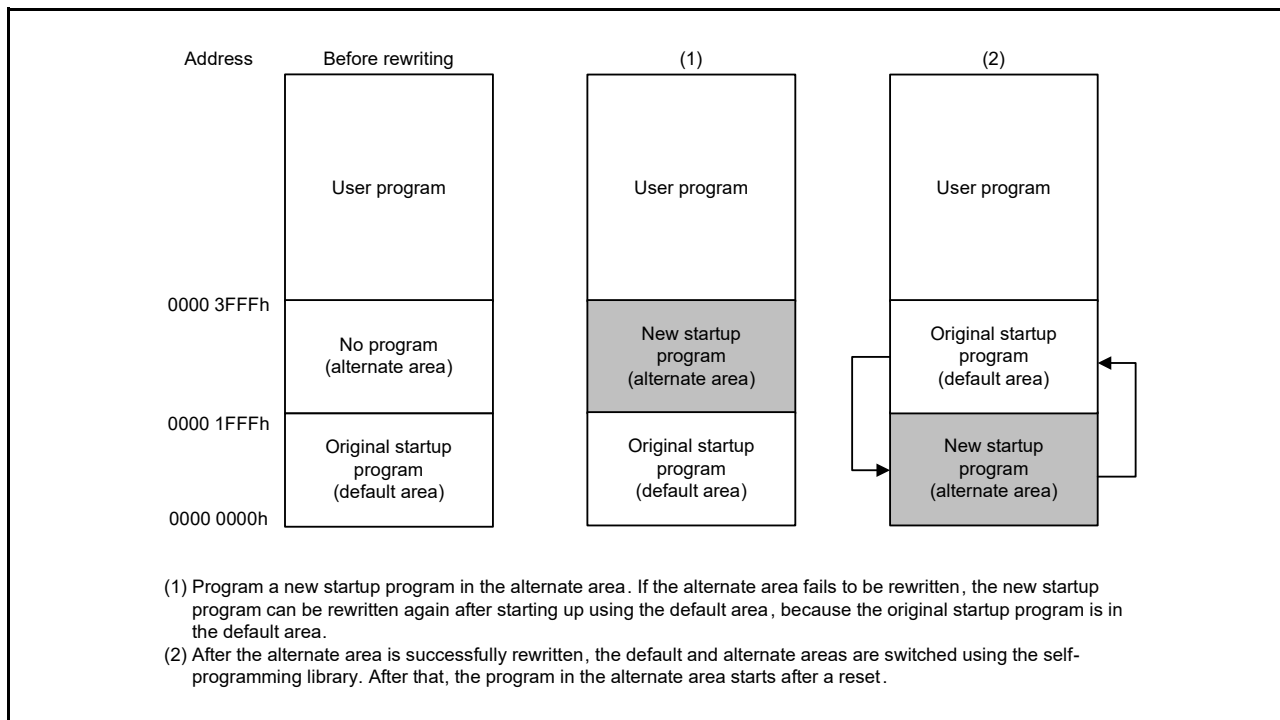 Address
Before rewriting
(1)
(2)
User program
User program
User program
0000 3FFFh
No program
(alternate area)
New startup
program
(alternate area)
Original startup
program
(default area)
0000 1FFFh
Original startup
program
(default area)
Original startup
program
(default area)
New startup
program
(alternate area)
0000 0000h
(1) Program a new startup program in the alternate area. If the alternate area fails to be rewritten, the new startup
program can be rewritten again after starting up using the default area, because the original startup program is in
the default area.
(2) After the alternate area is successfully rewritten, the default and alternate areas are switched using the self-
programming library. After that, the program in the alternate area starts after a reset.